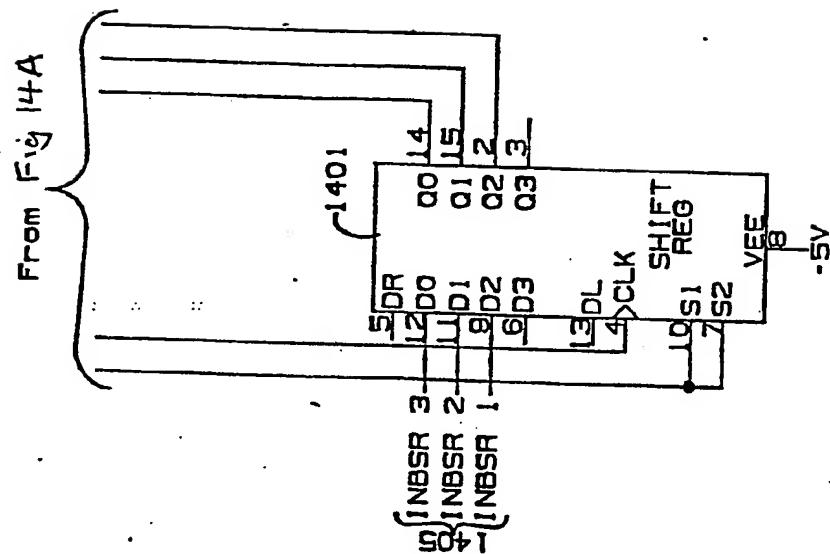 From Fig 14A
1401
14 Q0
15 Q1
2 Q2
3 Q3
5 DR
INBSR 3 12 D0
INBSR 2 11 D1
INBSR 1 9 D2
6 D3
13 DL
4 CLK
10 S1
7 S2
1405
SHIFT
REG
VEE
8
-5V